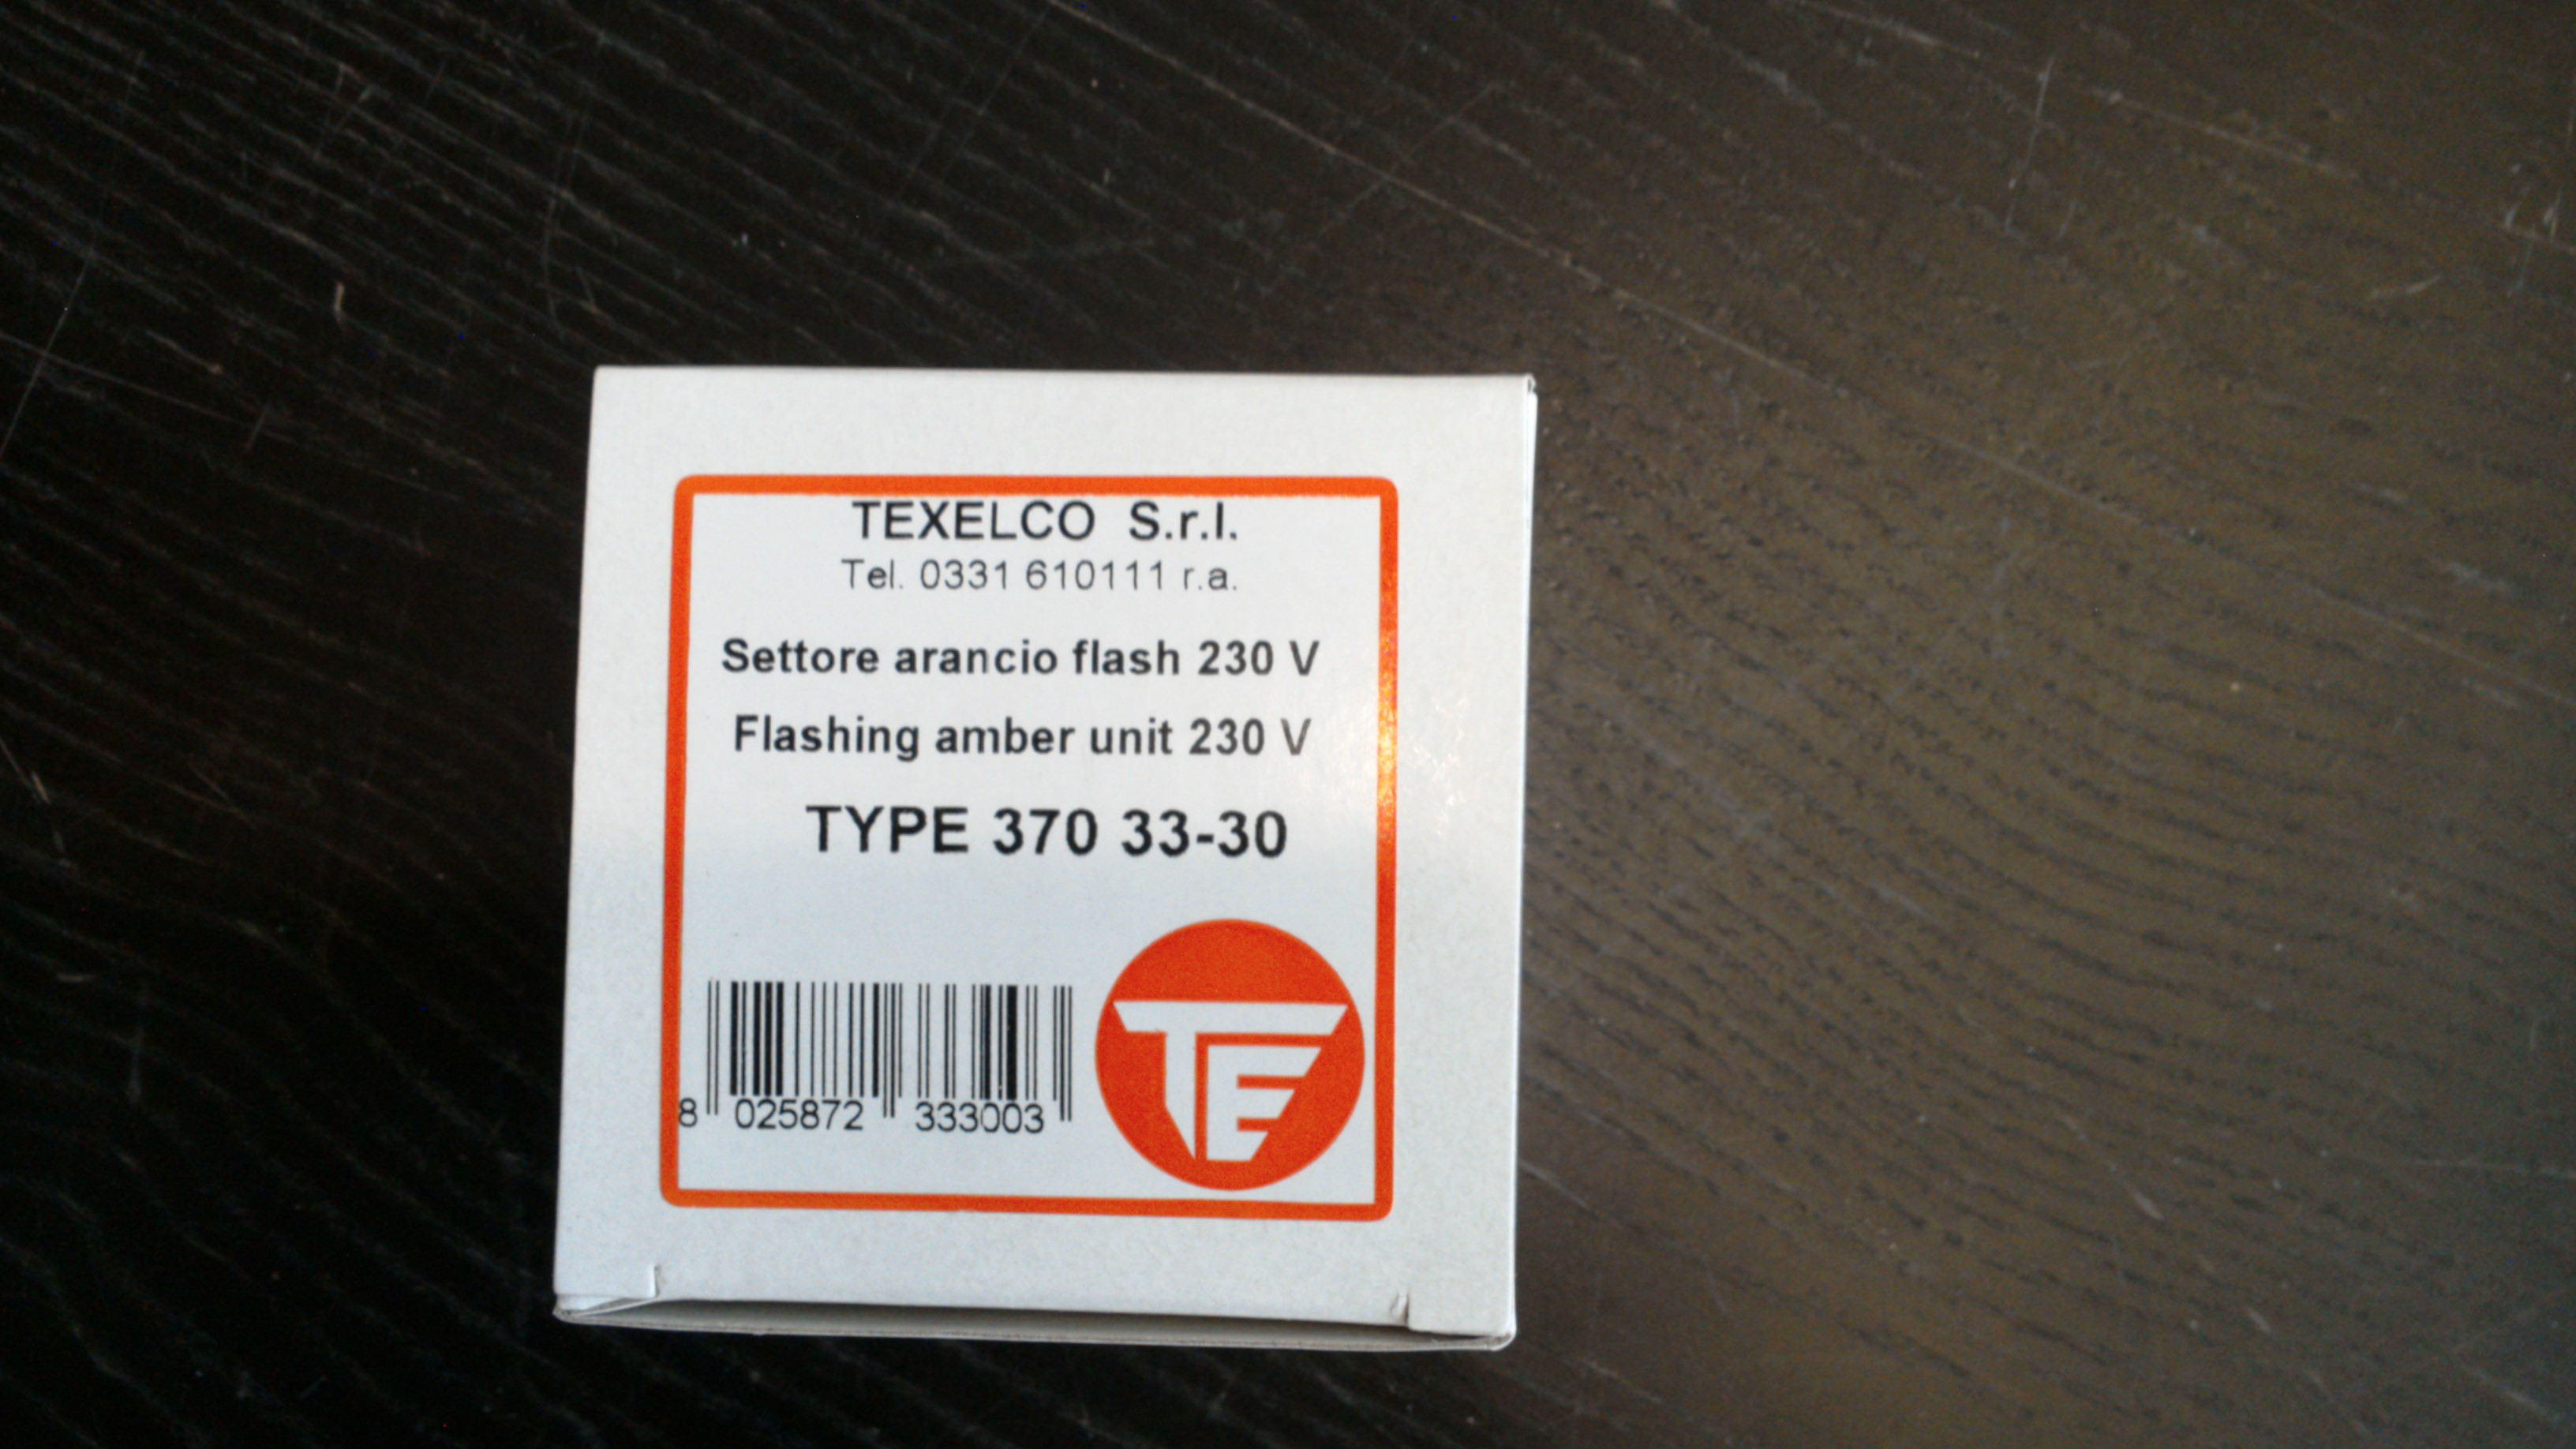 TEXELCO S.r.l.
Tel. 0331 610111 r.a.
Settore arancio flash 230 V
Flashing amber unit 230 V
TYPE 370 33-30
8 025872 333003
TE